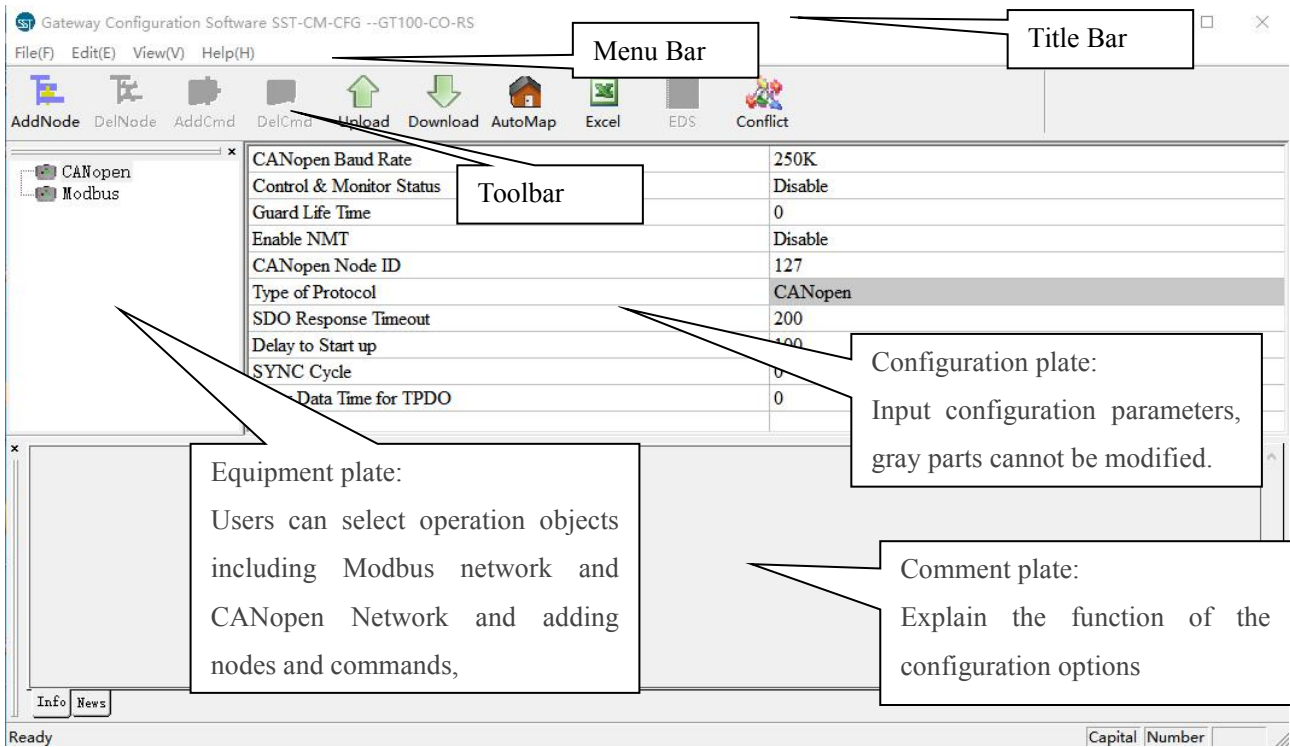 SST Gateway Configuration Software SST-CM-CFG --GT100-CO-RS
Title Bar
File(F) Edit(E) View(V) Help(H)
Menu Bar
AddNode DelNode AddCmd DelCmd Upload Download AutoMap Excel EDS Conflict
Toolbar
CANopen
Modbus
CANopen Baud Rate 250K
Control & Monitor Status Disable
Guard Life Time 0
Enable NMT Disable
CANopen Node ID 127
Type of Protocol CANopen
SDO Response Timeout 200
Delay to Start up 100
SYNC Cycle 0
Data Time for TPDO 0
Configuration plate:
Input configuration parameters,
gray parts cannot be modified.
Equipment plate:
Users can select operation objects
including Modbus network and
CANopen Network and adding
nodes and commands,
Comment plate:
Explain the function of the
configuration options
Info News
Ready Capital Number